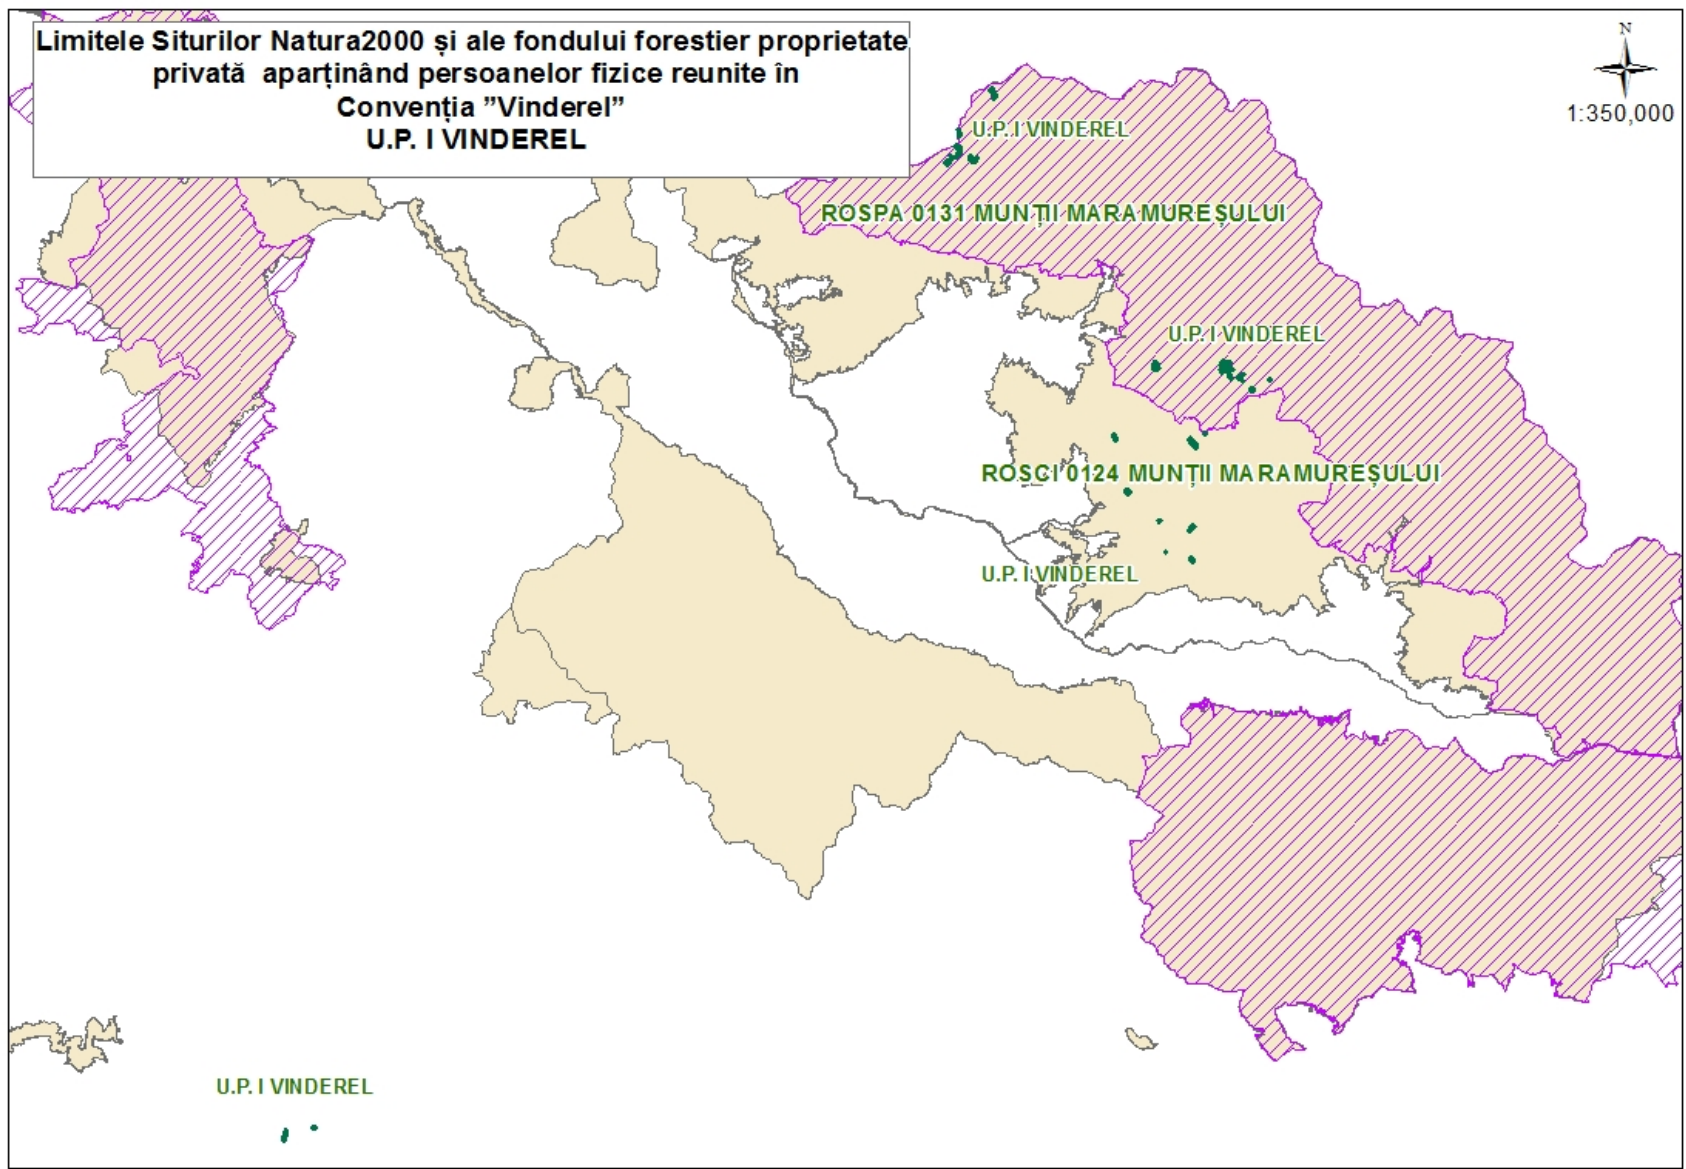 Limitele Siturilor Natura2000 și ale fondului forestier proprietate
privată aparținând persoanelor fizice reunite în
Convenția ”Vinderel”
U.P. I VINDEREL
N
1:350,000
U.P. I VINDEREL
ROSPA 0131 MUNȚII MARAMUREȘULUI
U.P. I VINDEREL
ROSCI 0124 MUNȚII MARAMUREȘULUI
U.P. I VINDEREL
U.P. I VINDEREL